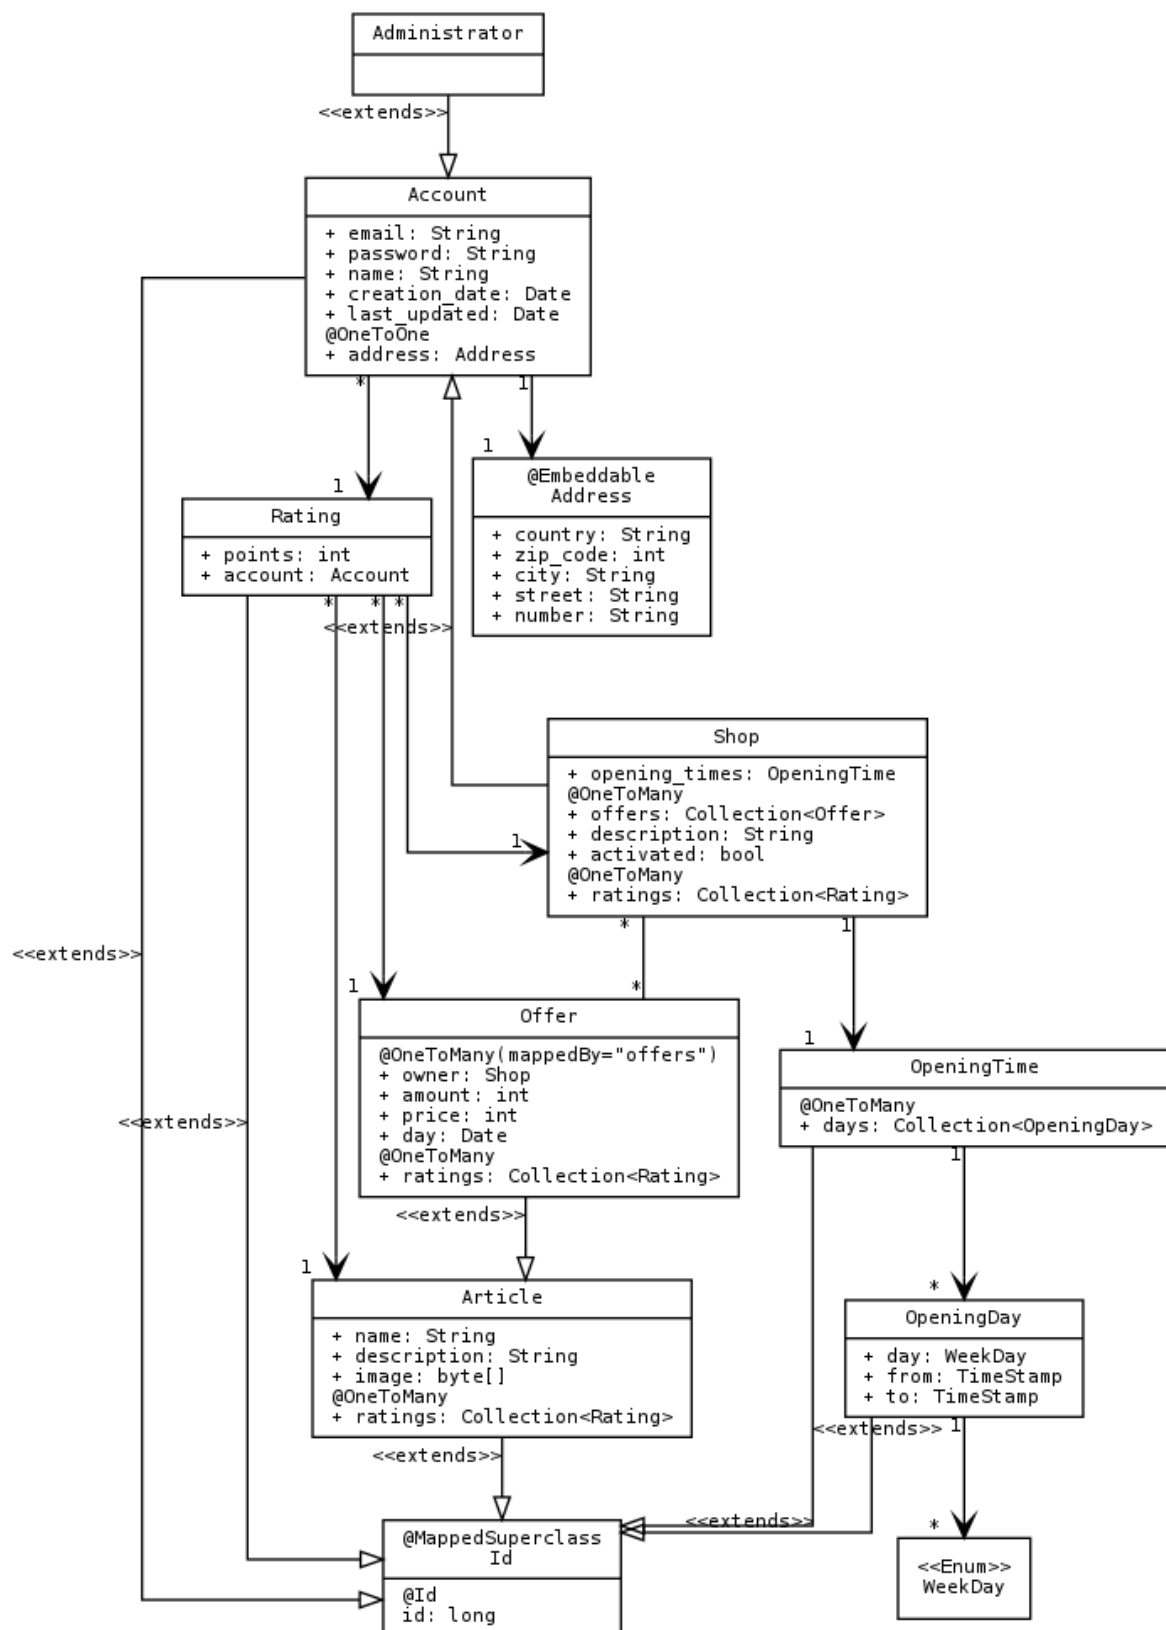 Administrator
<<extends>>
Account
+ email: String
+ password: String
+ name: String
+ creation_date: Date
+ last_updated: Date
@OneToOne
+ address: Address
*
1
1
1
@Embeddable
Address
+ country: String
+ zip_code: int
+ city: String
+ street: String
+ number: String
Rating
+ points: int
+ account: Account
*
*
*
<<extends>>
Shop
+ opening_times: OpeningTime
@OneToMany
+ offers: Collection<Offer>
+ description: String
+ activated: bool
@OneToMany
+ ratings: Collection<Rating>
1
*
1
<<extends>>
1
*
1
Offer
@OneToMany(mappedBy="offers")
+ owner: Shop
+ amount: int
+ price: int
+ day: Date
@OneToMany
+ ratings: Collection<Rating>
OpeningTime
@OneToMany
+ days: Collection<OpeningDay>
<<extends>>
1
<<extends>>
1
*
Article
+ name: String
+ description: String
+ image: byte[]
@OneToMany
+ ratings: Collection<Rating>
OpeningDay
+ day: WeekDay
+ from: TimeStamp
+ to: TimeStamp
<<extends>>
1
<<extends>>
<<extends>>
*
@MappedSuperclass
Id
@Id
id: long
<<Enum>>
WeekDay